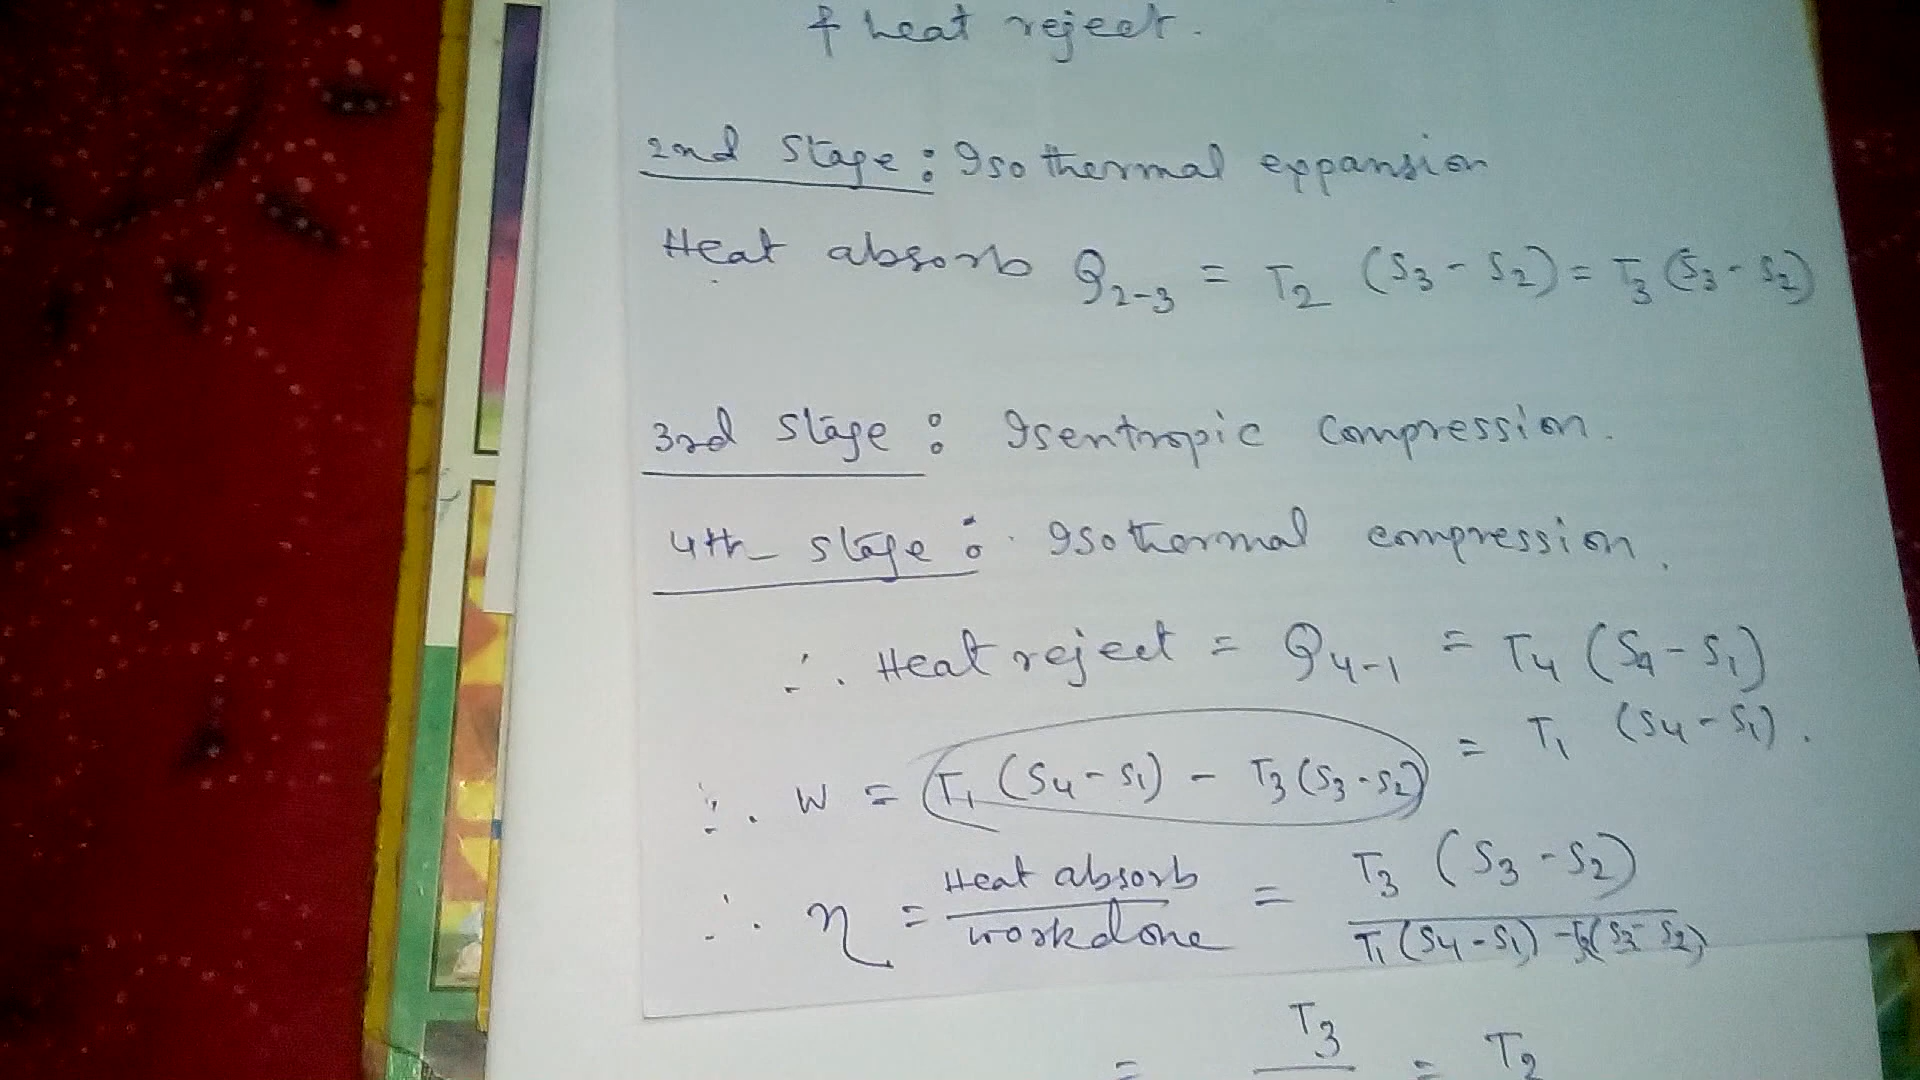 & heat reject.
2nd Stage : Isothermal expansion
Heat absorb Q2-3 = T2 (S3 - S2) = T3 (S3 - S2)
3rd Stage : Isentropic Compression.
4th Stage : Isothermal compression.
∴ Heat reject = Q4-1 = T4 (S4 - S1)
= T1 (S4 - S1).
∴ W = T1 (S4 - S1) - T3 (S3 - S2)
∴ η = Heat absorb / workdone = T3 (S3 - S2) / T1 (S4 - S1) - T3 (S3 - S2)
= T3 = T2